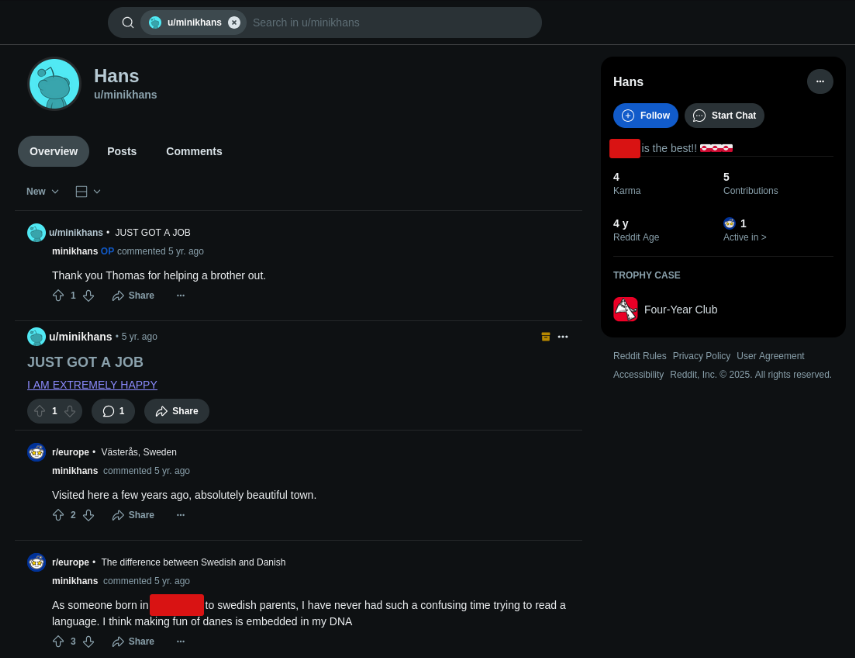 u/minikhans Search in u/minikhans
Hans
u/minikhans
Overview Posts Comments
New
u/minikhans • JUST GOT A JOB
minikhans OP commented 5 yr. ago
Thank you Thomas for helping a brother out.
1 Share
u/minikhans • 5 yr. ago
JUST GOT A JOB
I AM EXTREMELY HAPPY
1 1 Share
r/europe • Västerås, Sweden
minikhans commented 5 yr. ago
Visited here a few years ago, absolutely beautiful town.
2 Share
r/europe • The difference between Swedish and Danish
minikhans commented 5 yr. ago
As someone born in to swedish parents, I have never had such a confusing time trying to read a
language. I think making fun of danes is embedded in my DNA
3 Share
Hans
Follow Start Chat
is the best!!
4 5
Karma Contributions
4 y 1
Reddit Age Active in >
TROPHY CASE
Four-Year Club
Reddit Rules Privacy Policy User Agreement
Accessibility Reddit, Inc. © 2025. All rights reserved.